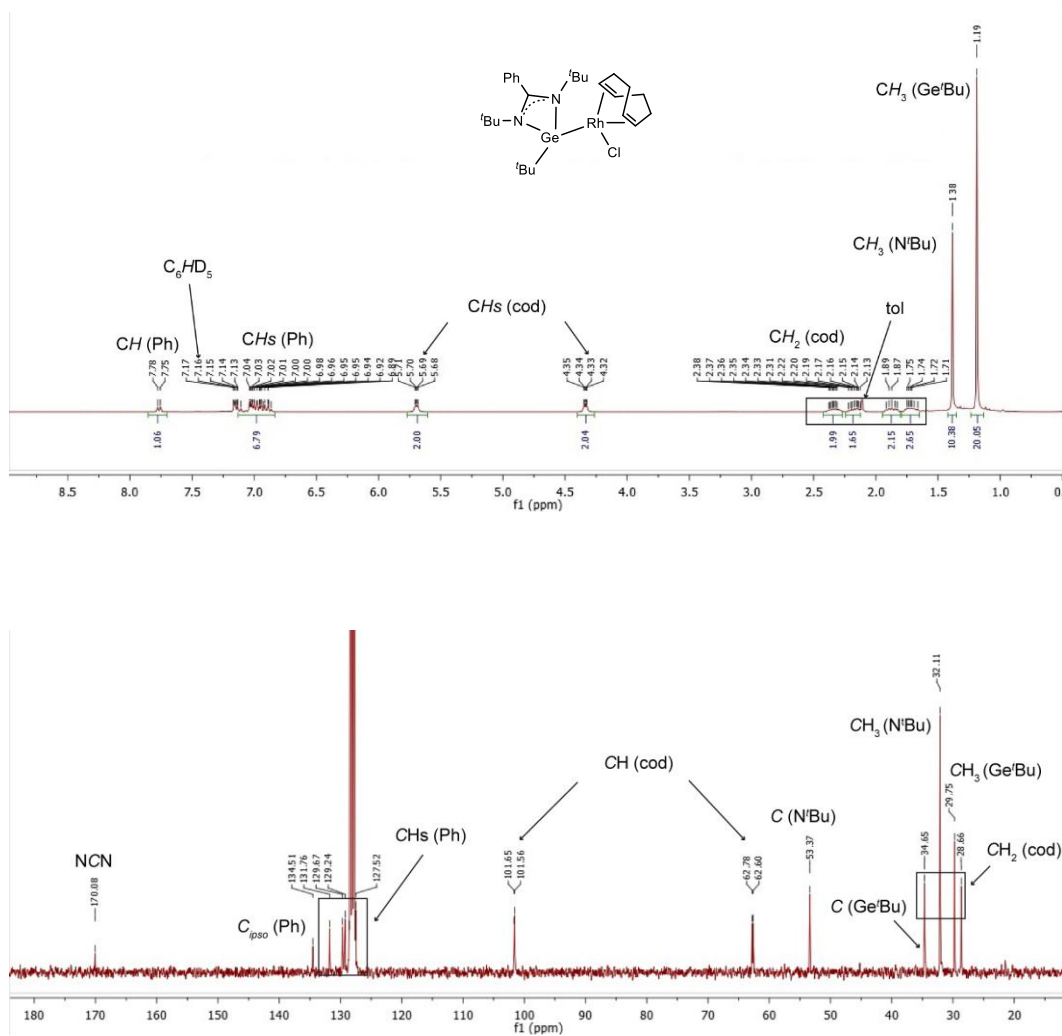 1.19
CH₃ (GeᵗBu)
Ph
ᵗBu
N
ᵗBu
N
Rh
Ge
Cl
ᵗBu
1.38
CH₃ (NᵗBu)
C₆HD₅
CHs (cod)
tol
CH (Ph)
CHs (Ph)
CH₂ (cod)
7.78
7.75
7.17
7.16
7.15
7.14
7.13
7.04
7.03
7.02
7.01
7.00
7.00
6.98
6.96
6.95
6.95
6.94
6.92
6.89
5.71
5.70
5.69
5.68
4.35
4.34
4.33
4.32
2.38
2.37
2.36
2.35
2.34
2.33
2.31
2.22
2.20
2.19
2.17
2.16
2.15
2.14
2.13
1.89
1.87
1.75
1.74
1.72
1.71
1.06
6.79
2.00
2.04
1.99
1.65
2.15
2.65
10.38
20.05
8.5 8.0 7.5 7.0 6.5 6.0 5.5 5.0 4.5 4.0 3.5 3.0 2.5 2.0 1.5 1.0
f1 (ppm)
32.11
CH₃ (NᵗBu)
CH (cod)
CH₃ (GeᵗBu)
29.75
C (NᵗBu)
CHs (Ph)
NCN
170.08
134.51
131.76
129.67
129.24
127.52
101.65
101.56
62.78
62.60
53.37
34.65
28.66
CH₂ (cod)
C_ipso (Ph)
C (GeᵗBu)
180 170 160 150 140 130 120 110 100 90 80 70 60 50 40 30 20
f1 (ppm)